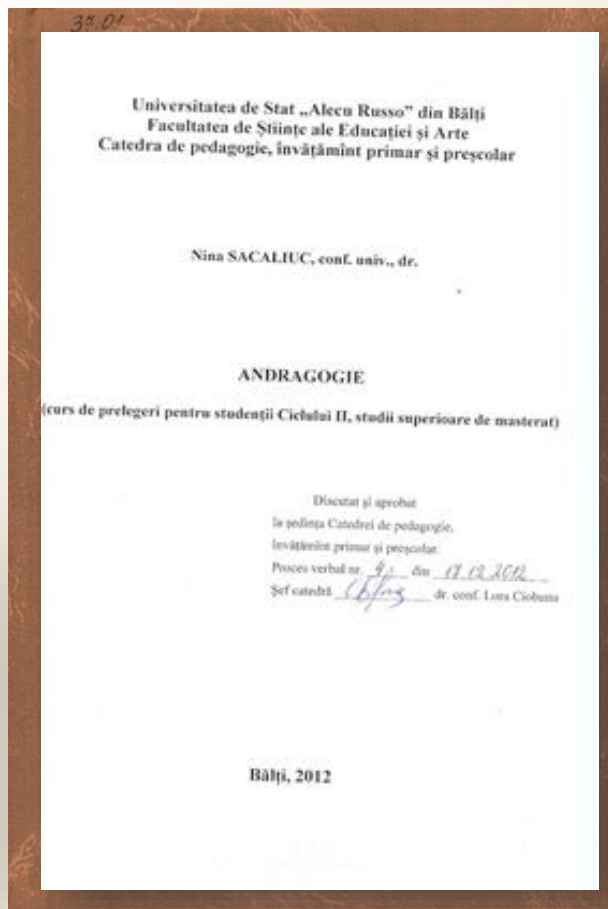 37.01
Universitatea de Stat „Alecu Russo” din Bălți
Facultatea de Științe ale Educației și Arte
Catedra de pedagogie, învățămînt primar și preșcolar
Nina SACALIUC, conf. univ., dr.
ANDRAGOGIE
(curs de prelegeri pentru studenții Ciclului II, studii superioare de masterat)
Discutat și aprobat
la ședința Catedrei de pedagogie,
învățămînt primar și preșcolar.
Proces verbal nr. din 2012
Șef catedră dr. conf. Lora Ciobanu
Bălți, 2012